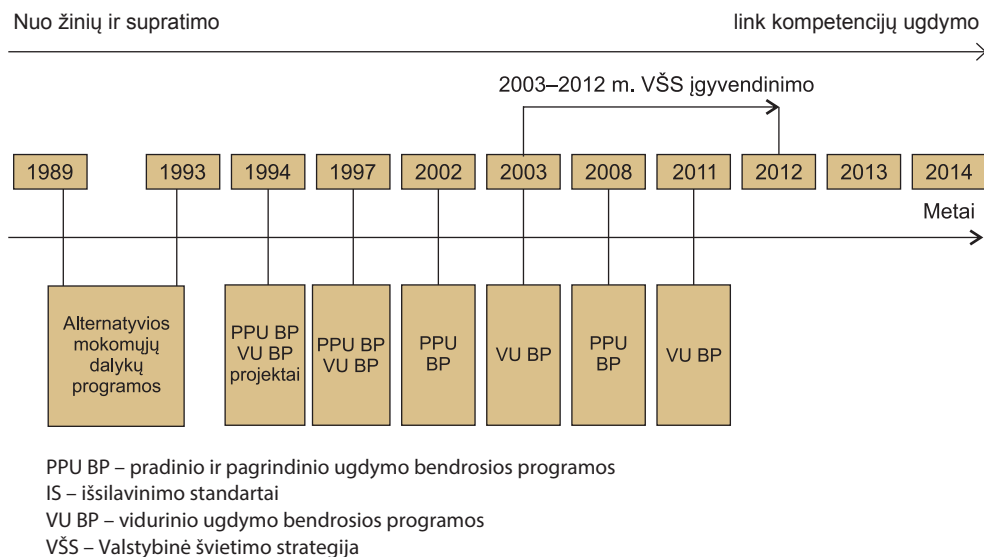 Nuo žinių ir supratimo
link kompetencijų ugdymo
2003–2012 m. VŠS įgyvendinimo
1989
1993
1994
1997
2002
2003
2008
2011
2012
2013
2014
Metai
Alternatyvios
mokomųjų
dalykų
programos
PPU BP
VU BP
projektai
PPU BP
VU BP
PPU
BP
VU BP
PPU
BP
VU BP
PPU BP – pradinio ir pagrindinio ugdymo bendrosios programos
IS – išsilavinimo standartai
VU BP – vidurinio ugdymo bendrosios programos
VŠS – Valstybinė švietimo strategija